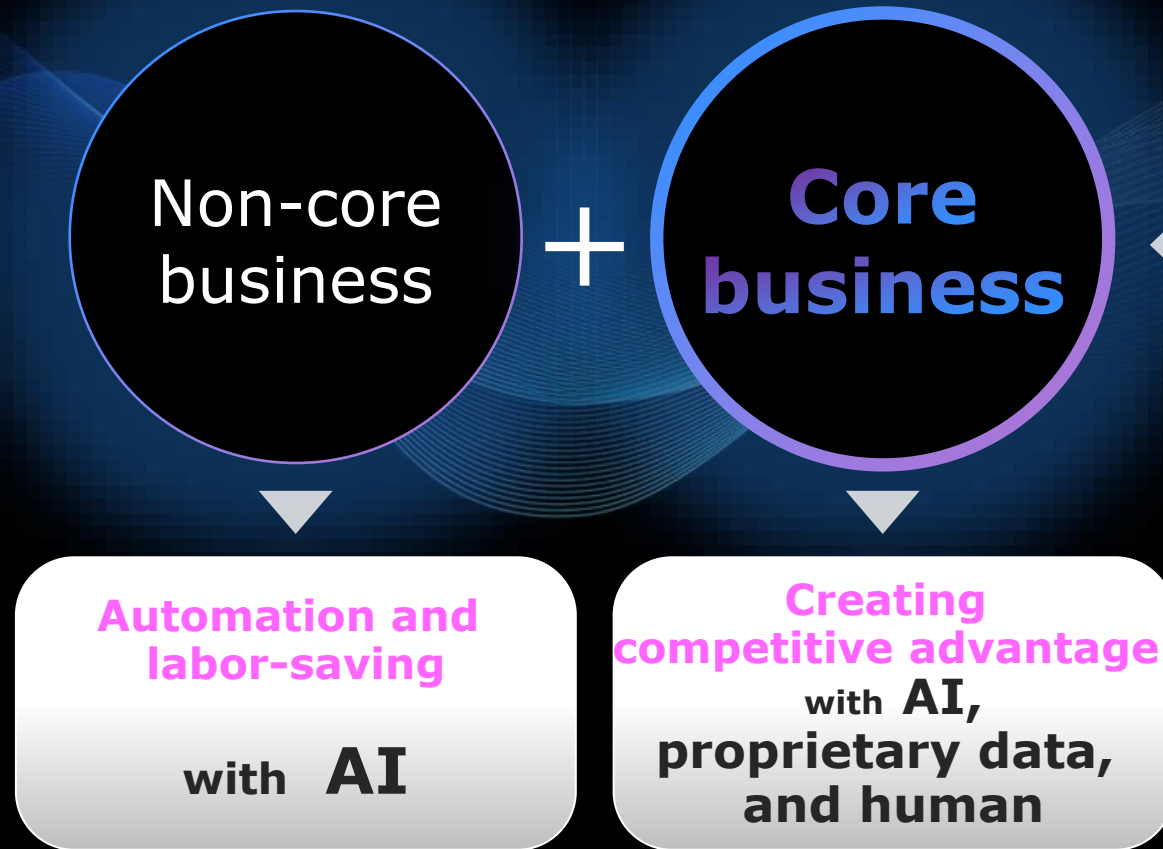 Non-core
business
+
Core
business
Automation and
labor-saving
with AI
Creating
competitive advantage
with AI,
proprietary data,
and human